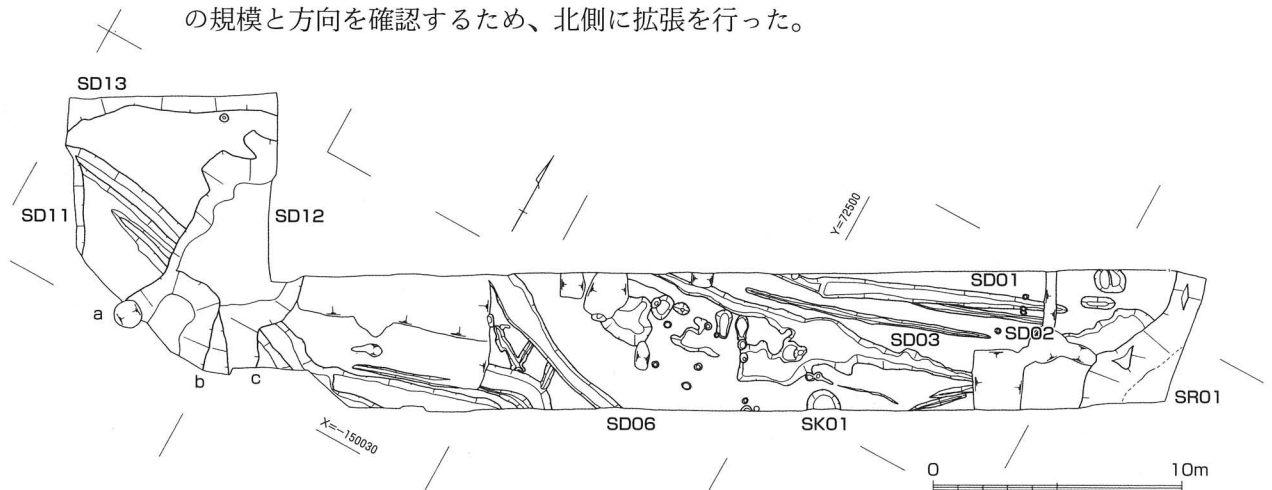 の規模と方向を確認するため、北側に拡張を行った。
SD13
SD11
SD12
Y=72500
SD01
a
SD02
SD03
b
c
SR01
X=-150030
SD06
SK01
0
10m